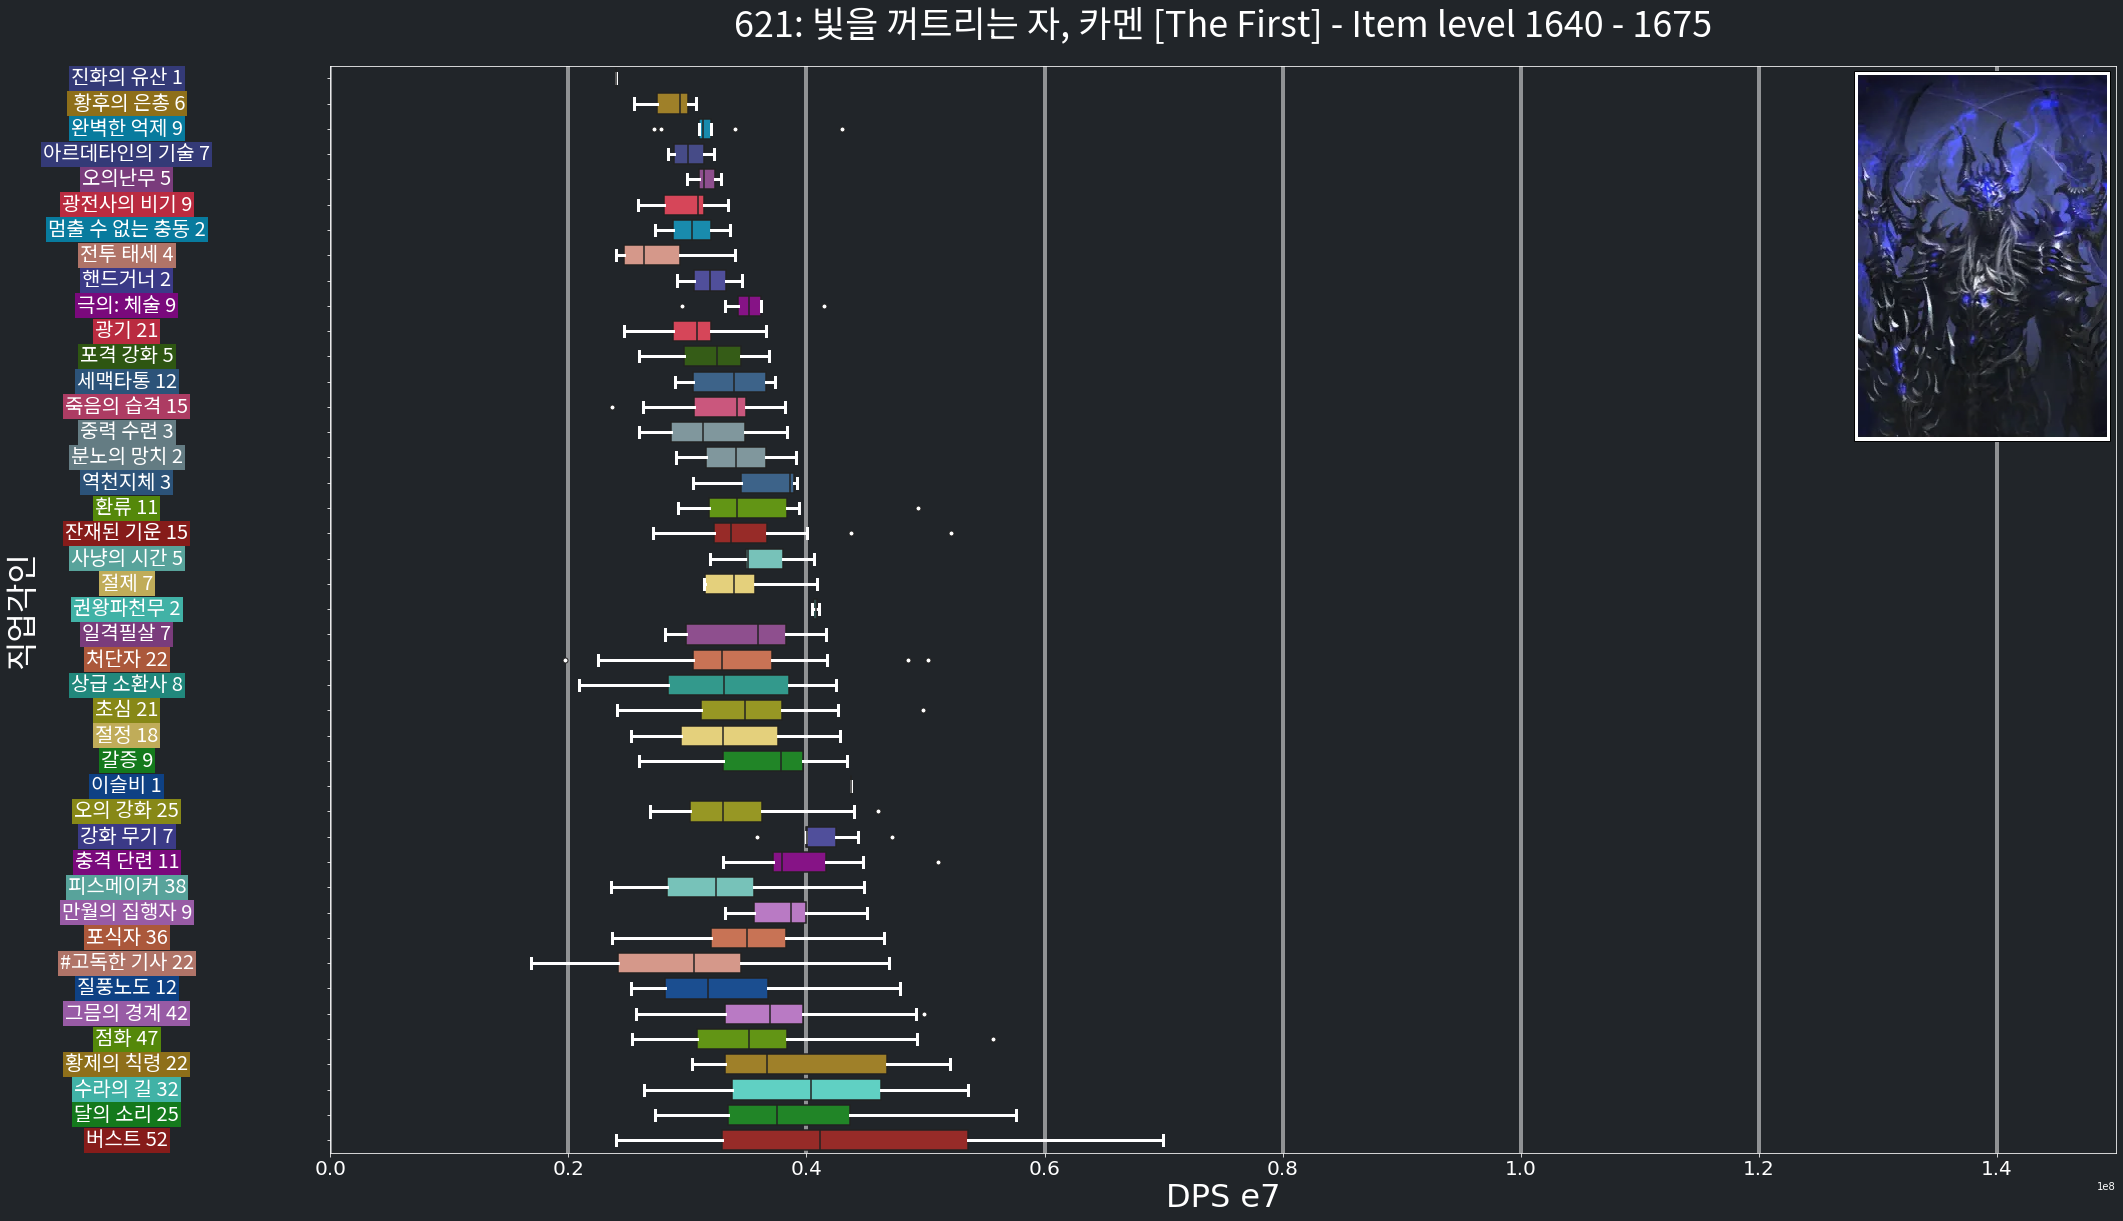 621: 빛을 꺼트리는 자, 카멘 [The First] - Item level 1640 - 1675
진화의 유산 1
황후의 은총 6
완벽한 억제 9
아르데타인의 기술 7
오의난무 5
광전사의 비기 9
멈출 수 없는 충동 2
전투 태세 4
핸드거너 2
극의: 체술 9
광기 21
포격 강화 5
세맥타통 12
죽음의 습격 15
중력 수련 3
분노의 망치 2
역천지체 3
환류 11
잔재된 기운 15
사냥의 시간 5
절제 7
권왕파천무 2
일격필살 7
처단자 22
상급 소환사 8
초심 21
절정 18
갈증 9
이슬비 1
오의 강화 25
강화 무기 7
충격 단련 11
피스메이커 38
만월의 집행자 9
포식자 36
#고독한 기사 22
질풍노도 12
그믐의 경계 42
점화 47
황제의 칙령 22
수라의 길 32
달의 소리 25
버스트 52
직업각인
0.0 0.2 0.4 0.6 0.8 1.0 1.2 1.4
1e8
DPS e7